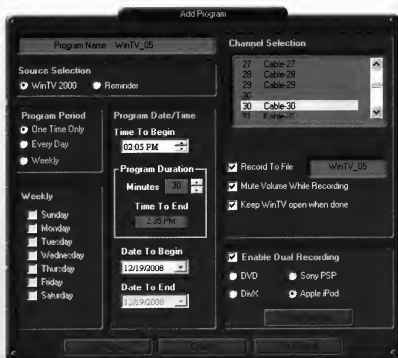 Add Program
Program Name WinTV_05
Source Selection
WinTV 2000 Reminder
Program Period
One Time Only
Every Day
Weekly
Weekly
Sunday
Monday
Tuesday
Wednesday
Thursday
Friday
Saturday
Program Date/Time
Time To Begin
02:05 PM
Program Duration
Minutes 30
Time To End
2:35 PM
Date To Begin
12/19/2008
Date To End
12/19/2008
Channel Selection
27 Cable-27
28 Cable-28
29 Cable-29
30 Cable-30
Record To File WinTV_05
Mute Volume While Recording
Keep WinTV open when done
Enable Dual Recording
DVD Sony PSP
DivX Apple iPod